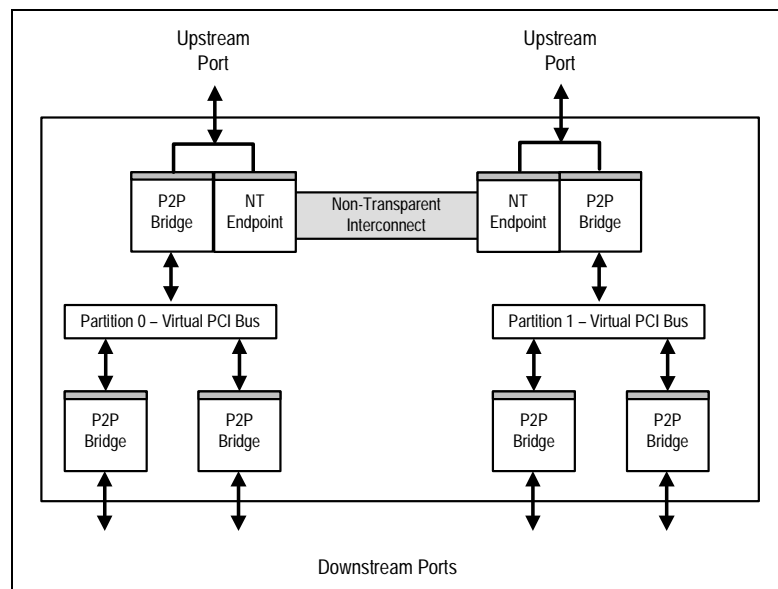 Upstream
Port
Upstream
Port
P2P
Bridge
NT
Endpoint
Non-Transparent
Interconnect
NT
Endpoint
P2P
Bridge
Partition 0 – Virtual PCI Bus
Partition 1 – Virtual PCI Bus
P2P
Bridge
P2P
Bridge
P2P
Bridge
P2P
Bridge
Downstream Ports